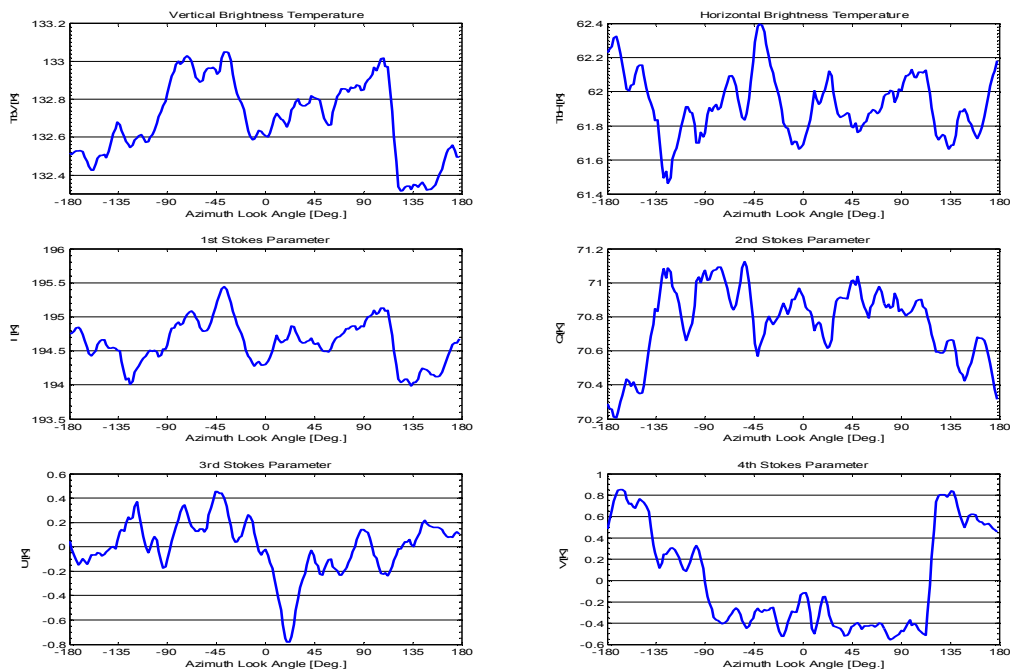 Vertical Brightness Temperature
133.2
133
132.8
132.6
132.4
TbV[K]
-180 -135 -90 -45 0 45 90 135 180
Azimuth Look Angle [Deg.]
Horizontal Brightness Temperature
62.4
62.2
62
61.8
61.6
61.4
TbH[K]
-180 -135 -90 -45 0 45 90 135 180
Azimuth Look Angle [Deg.]
1st Stokes Parameter
196
195.5
195
194.5
194
193.5
I [K]
-180 -135 -90 -45 0 45 90 135 180
Azimuth Look Angle [Deg.]
2nd Stokes Parameter
71.2
71
70.8
70.6
70.4
70.2
Q[K]
-180 -135 -90 -45 0 45 90 135 180
Azimuth Look Angle [Deg.]
3rd Stokes Parameter
0.6
0.4
0.2
0
-0.2
-0.4
-0.6
-0.8
U[K]
-180 -135 -90 -45 0 45 90 135 180
Azimuth Look Angle [Deg.]
4th Stokes Parameter
1
0.8
0.6
0.4
0.2
0
-0.2
-0.4
-0.6
V[K]
-180 -135 -90 -45 0 45 90 135 180
Azimuth Look Angle [Deg.]